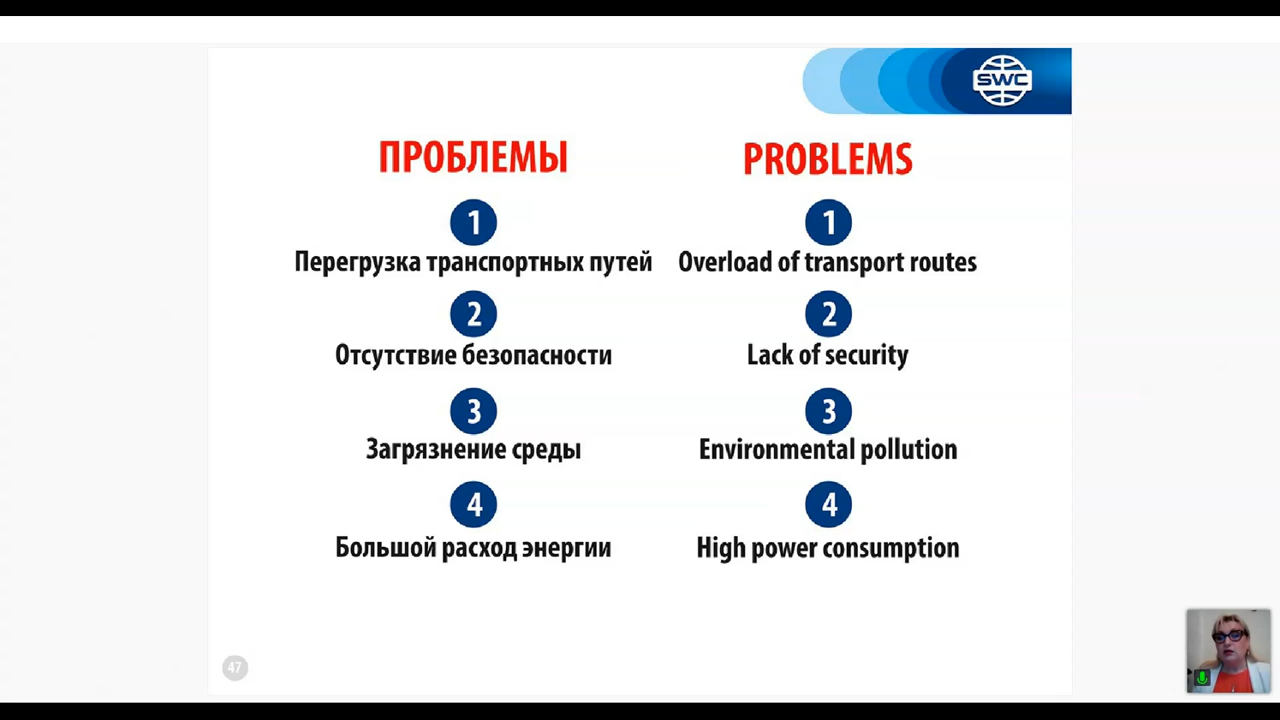 SWC
ПРОБЛЕМЫ
1
Перегрузка транспортных путей
2
Отсутствие безопасности
3
Загрязнение среды
4
Большой расход энергии
PROBLEMS
1
Overload of transport routes
2
Lack of security
3
Environmental pollution
4
High power consumption
47